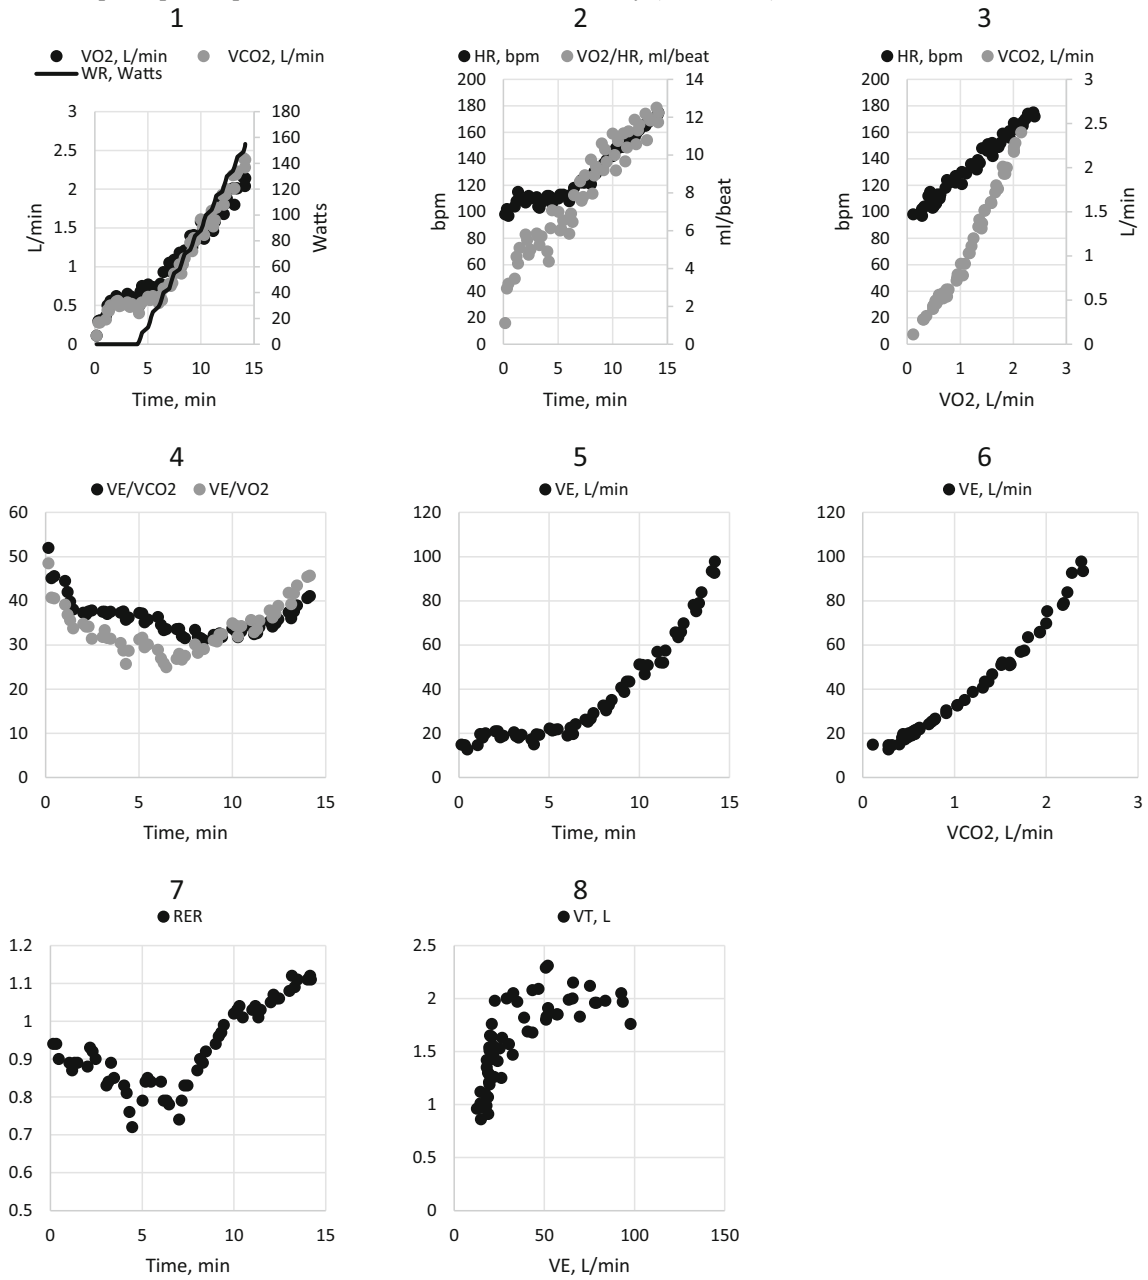 1
VO2, L/min VCO2, L/min
WR, Watts
3 180
160
2.5 140
2 120
100
1.5 80
1 60
40
0.5 20
0 0
0 5 10 15
L/min
Watts
Time, min
2
HR, bpm VO2/HR, ml/beat
200 14
180 12
160
140 10
120 8
100
80 6
60 4
40
20 2
0 0
0 5 10 15
bpm
ml/beat
Time, min
3
HR, bpm VCO2, L/min
200 3
180
160 2.5
140 2
120
100 1.5
80
60 1
40 0.5
20
0 0
0 1 2 3
bpm
L/min
VO2, L/min
4
VE/VCO2 VE/VO2
60
50
40
30
20
10
0
0 5 10 15
Time, min
5
VE, L/min
120
100
80
60
40
20
0
0 5 10 15
Time, min
6
VE, L/min
120
100
80
60
40
20
0
0 1 2 3
VCO2, L/min
7
RER
1.2
1.1
1
0.9
0.8
0.7
0.6
0.5
0 5 10 15
Time, min
8
VT, L
2.5
2
1.5
1
0.5
0
0 50 100 150
VE, L/min